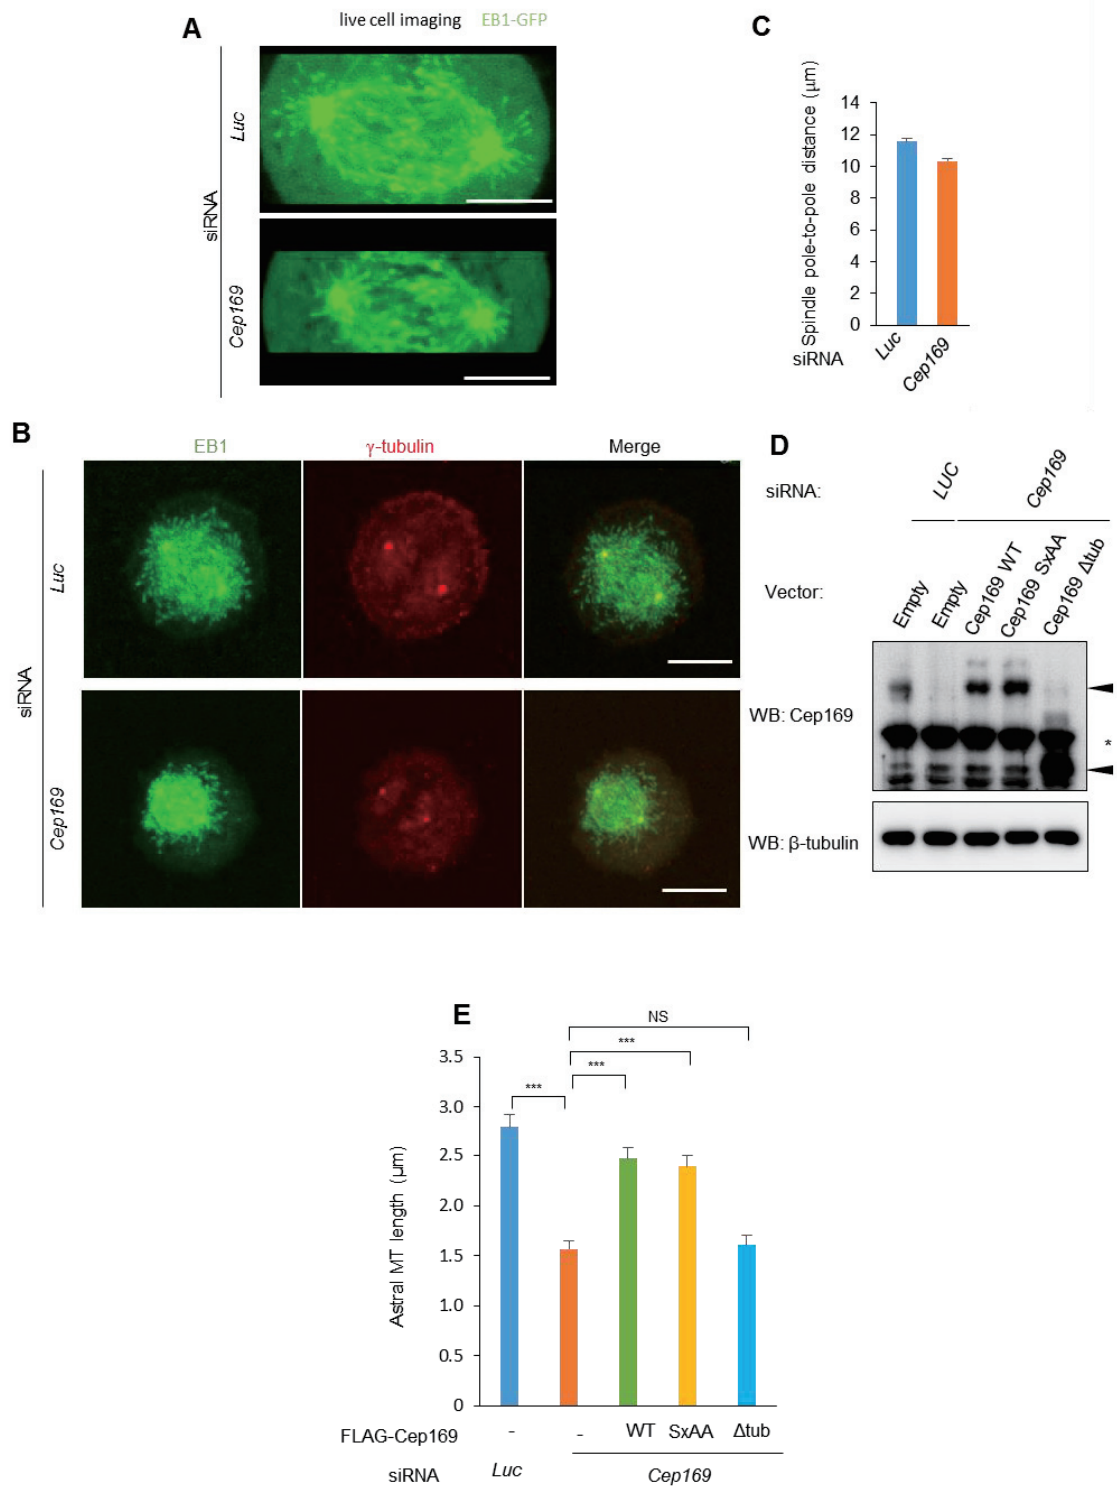 A
live cell imaging EB1-GFP
siRNA
Luc
Cep169
C
Spindle pole-to-pole distance (μm)
14
12
10
8
6
4
2
0
siRNA
Luc
Cep169
B
EB1
γ-tubulin
Merge
siRNA
Luc
Cep169
D
siRNA:
LUC
Cep169
Vector:
Empty
Empty
Cep169 WT
Cep169 SxAA
Cep169 Δtub
WB: Cep169
*
WB: β-tubulin
E
NS
***
***
***
Astral MT length (μm)
3.5
3.0
2.5
2.0
1.5
1.0
0.5
0
FLAG-Cep169
- - WT SxAA Δtub
siRNA
Luc
Cep169